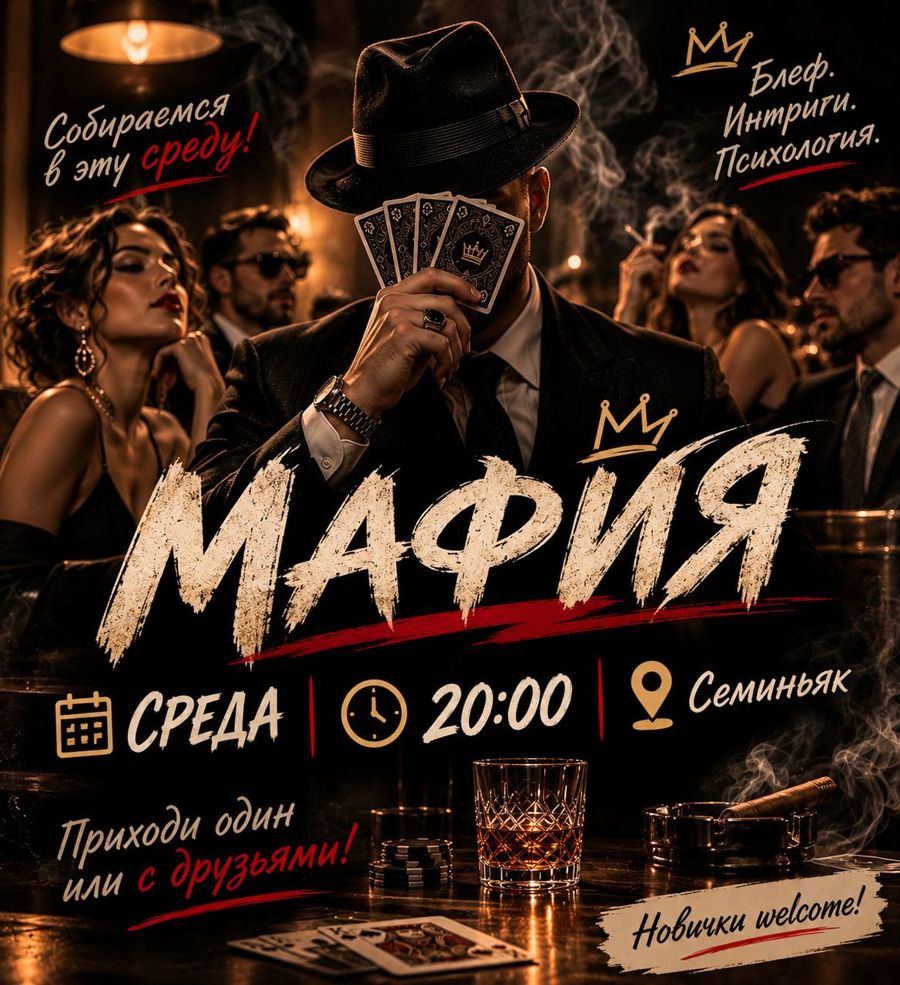 Собираемся
в эту среду!
Блеф.
Интриги.
Психология.
МАФИЯ
СРЕДА
20:00
Семиньяк
Приходи один
или с друзьями!
Новички welcome!